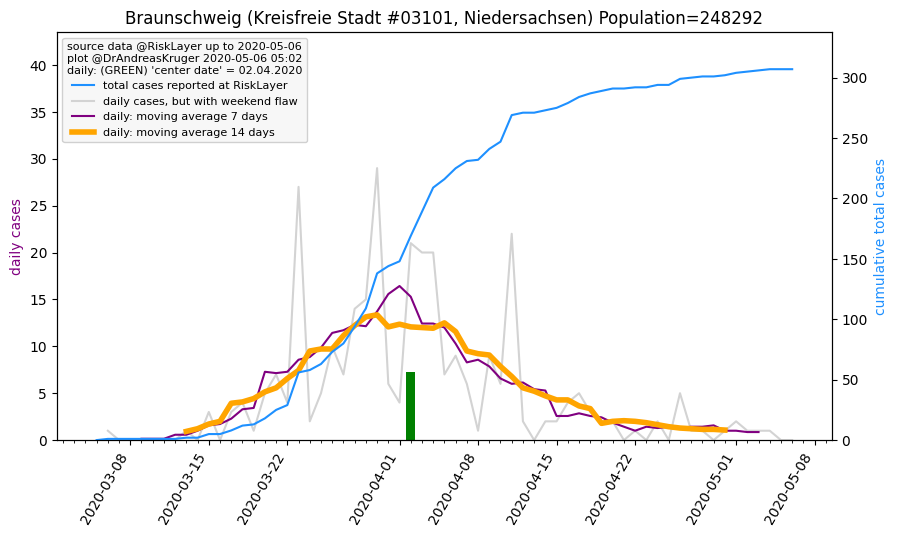 Braunschweig (Kreisfreie Stadt #03101, Niedersachsen) Population=248292
source data @RiskLayer up to 2020-05-06
plot @DrAndreasKruger 2020-05-06 05:02
daily: (GREEN) 'center date' = 02.04.2020
total cases reported at RiskLayer
daily cases, but with weekend flaw
daily: moving average 7 days
daily: moving average 14 days
daily cases
40
35
30
25
20
15
10
5
0
cumulative total cases
300
250
200
150
100
50
0
2020-03-08
2020-03-15
2020-03-22
2020-04-01
2020-04-08
2020-04-15
2020-04-22
2020-05-01
2020-05-08